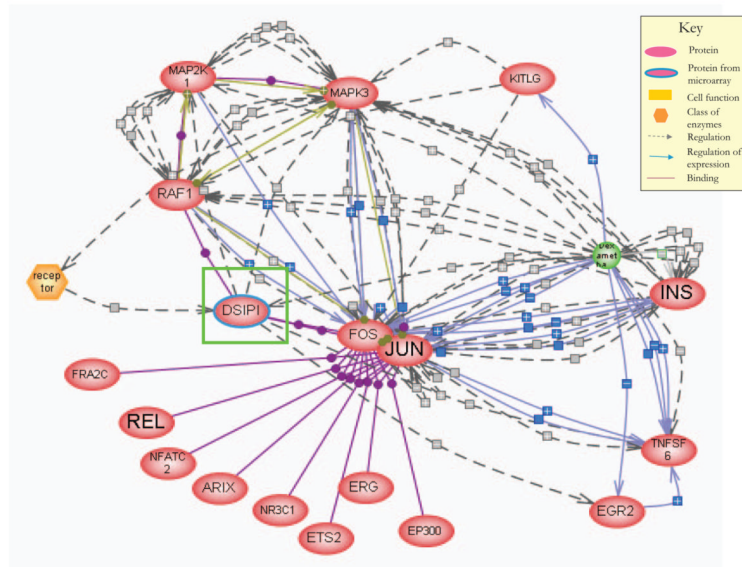 Key
Protein
Protein from
microarray
Cell function
Class of
enzymes
Regulation
Regulation of
expression
Binding
MAP2K
1
MAPK3
KITLG
RAF1
Dex
amet
ha
recep
tor
INS
DSIPI
FOS
JUN
FRA2C
REL
TNFSF
6
NFATC
2
ARIX
ERG
NR3C1
EGR2
ETS2
EP300